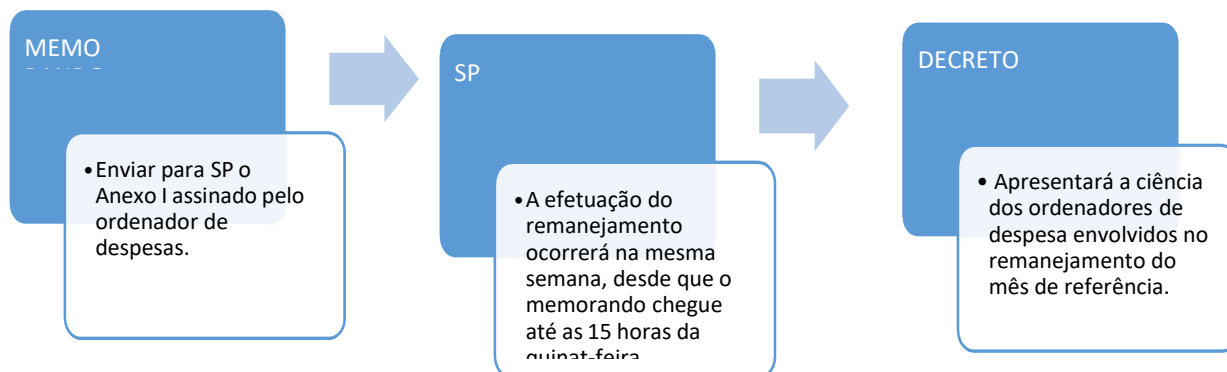 MEMO
•Enviar para SP o
Anexo I assinado pelo
ordenador de
despesas.
SP
•A efetuação do
remanejamento
ocorrerá na mesma
semana, desde que o
memorando chegue
até as 15 horas da
quinat-feira
DECRETO
• Apresentará a ciência
dos ordenadores de
despesa envolvidos no
remanejamento do
mês de referência.